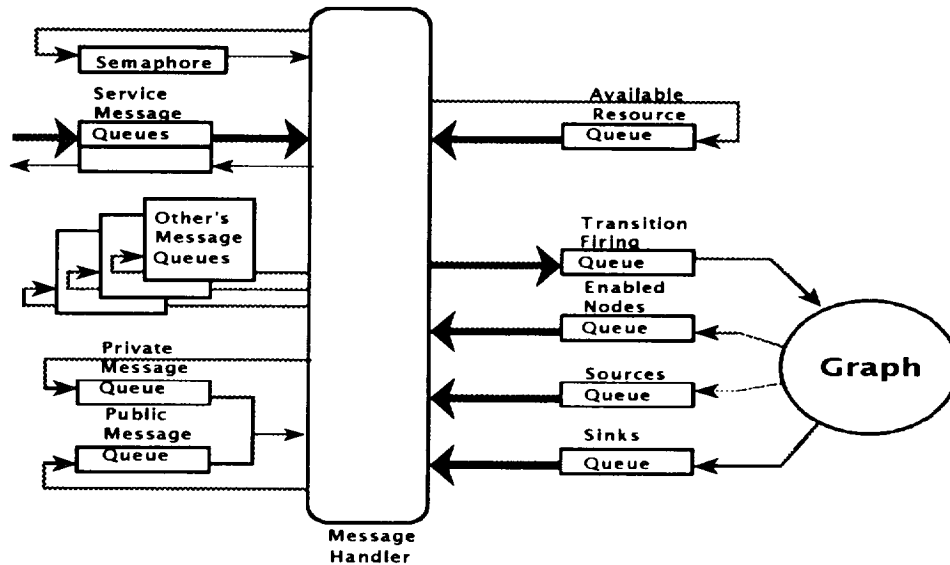 Semaphore
Service
Message
Queues
Other's
Message
Queues
Private
Message
Queue
Public
Message
Queue
Message
Handler
Available
Resource
Queue
Transition
Firing
Queue
Enabled
Nodes
Queue
Sources
Queue
Sinks
Queue
Graph